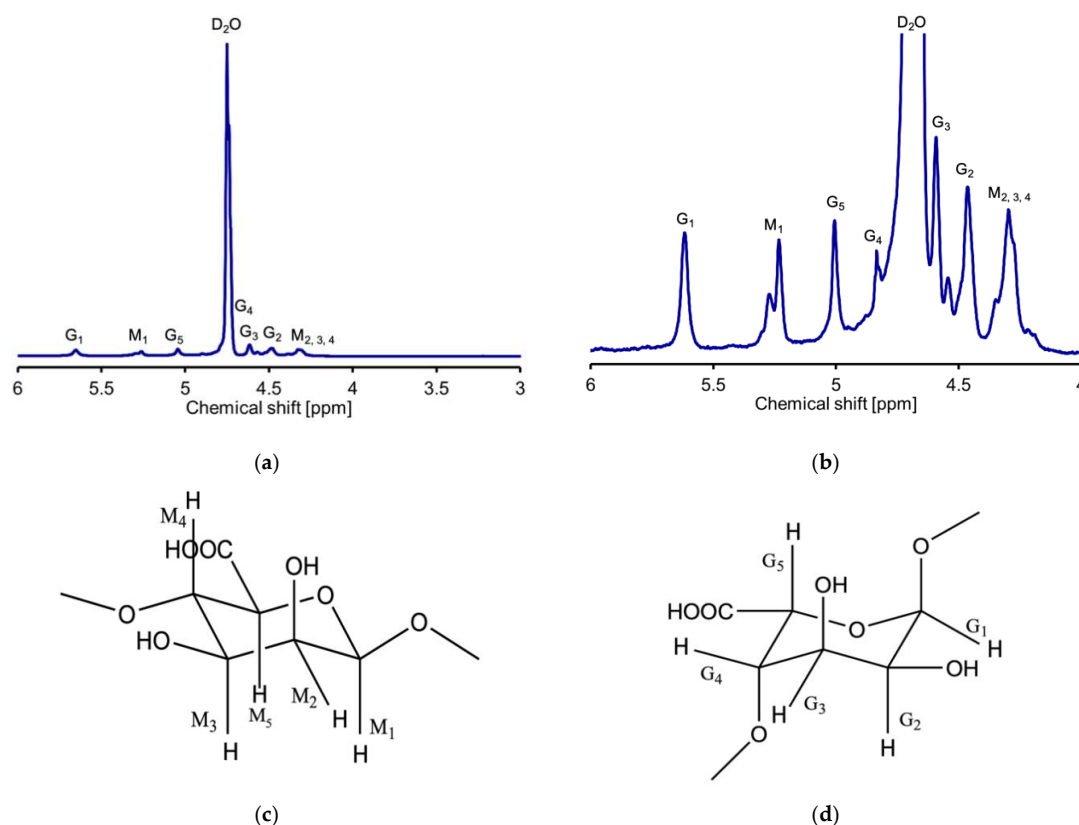 D₂O
G₄
G₁
M₁
G₅
G₃
G₂
M₂, ₃, ₄
6
5.5
5
4.5
4
3.5
3
Chemical shift [ppm]
(a)
D₂O
G₃
G₂
M₂, ₃, ₄
G₁
M₁
G₅
G₄
6
5.5
5
4.5
4
Chemical shift [ppm]
(b)
H
M₄
HOOC
OH
O
O
O
HO
M₂
M₃
H
M₅
H
M₁
H
H
(c)
H
O
G₅
OH
HOOC
O
G₁
H
H
G₄
OH
H
G₃
G₂
O
H
(d)